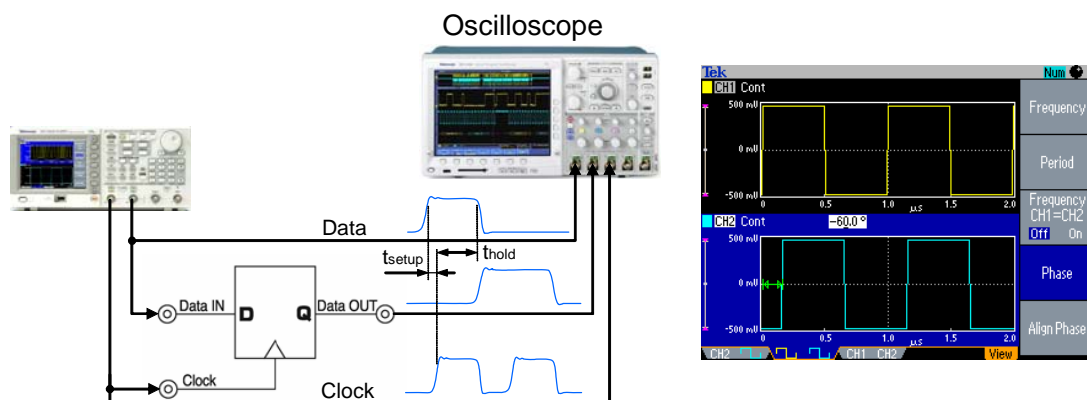 Oscilloscope
Data
tsetup
thold
Data IN
D
Q
Data OUT
Clock
Clock
Tek
Num
CH1 Cont
500 mV
0 mV
-500 mV
0.5
1.0
1.5
2.0
µs
CH2 Cont
-60.0 °
500 mV
0 mV
-500 mV
0.5
1.0
1.5
2.0
µs
CH2
CH1 CH2
View
Frequency
Period
Frequency
CH1=CH2
Off On
Phase
Align Phase